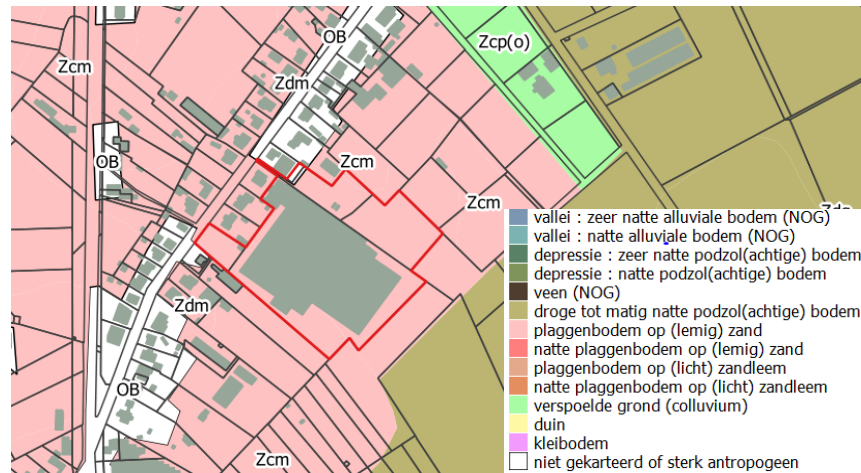 OB
Zcp(o)
Zcm
Zdm
OB
Zcm
Zcm
Zdm
OB
Zcm
vallei : zeer natte alluviale bodem (NOG)
vallei : natte alluviale bodem (NOG)
depressie : zeer natte podzol(achtige) bodem
depressie : natte podzol(achtige) bodem
veen (NOG)
droge tot matig natte podzol(achtige) bodem
plaggenbodem op (lemig) zand
natte plaggenbodem op (lemig) zand
plaggenbodem op (licht) zandleem
natte plaggenbodem op (licht) zandleem
verspoelde grond (colluvium)
duin
kleibodem
niet gekarteerd of sterk antropogeen